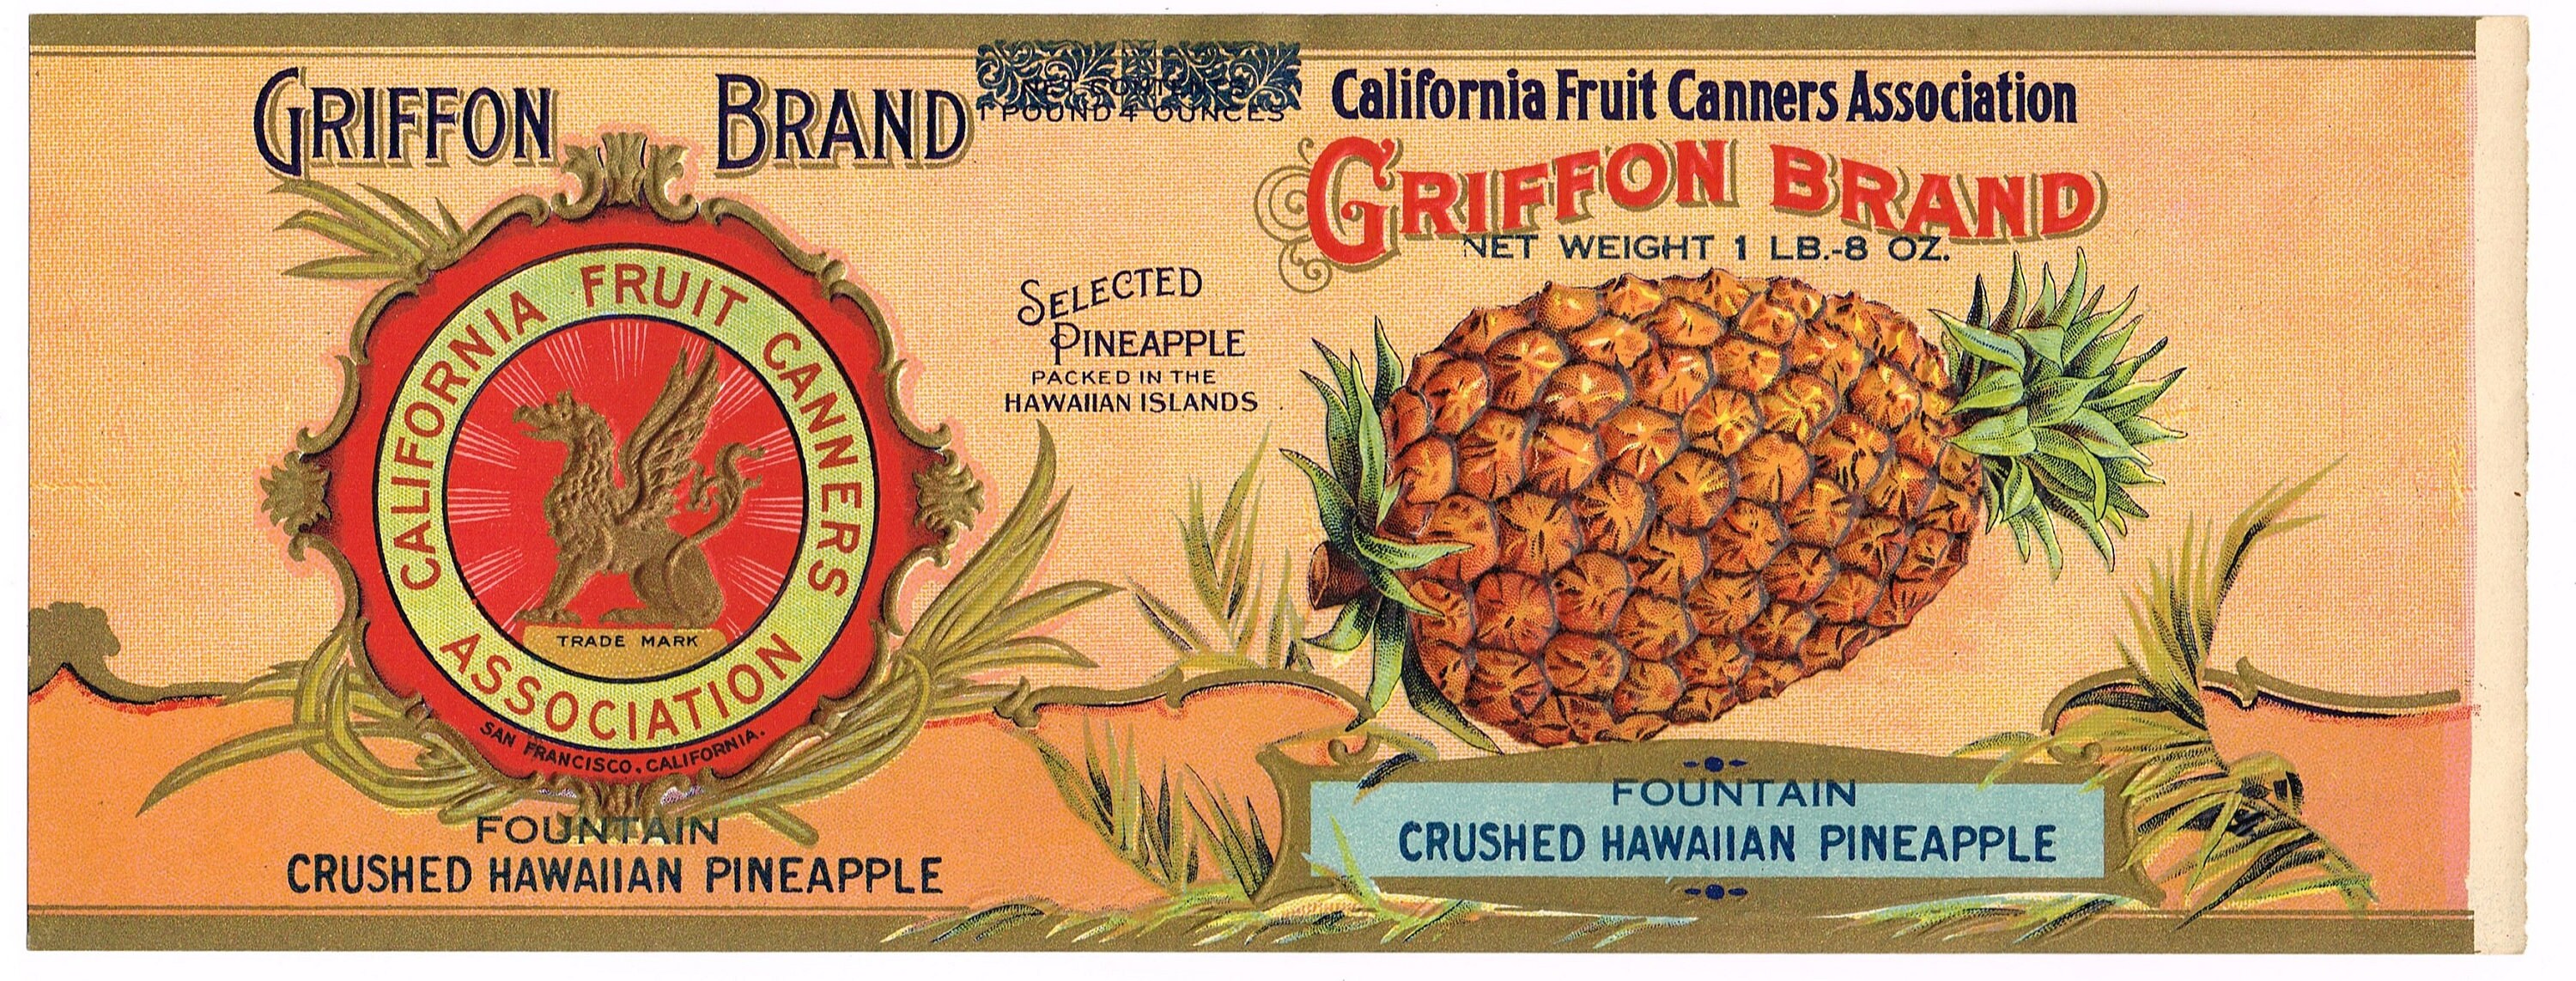 GRIFFON BRAND
CALIFORNIA FRUIT CANNERS
ASSOCIATION
TRADE MARK
SAN FRANCISCO, CALIFORNIA.
FOUNTAIN
CRUSHED HAWAIIAN PINEAPPLE
NET CONTENTS
1 POUND 4 OUNCES
SELECTED
PINEAPPLE
PACKED IN THE
HAWAIIAN ISLANDS
California Fruit Canners Association
GRIFFON BRAND
NET WEIGHT 1 LB.-8 OZ.
FOUNTAIN
CRUSHED HAWAIIAN PINEAPPLE